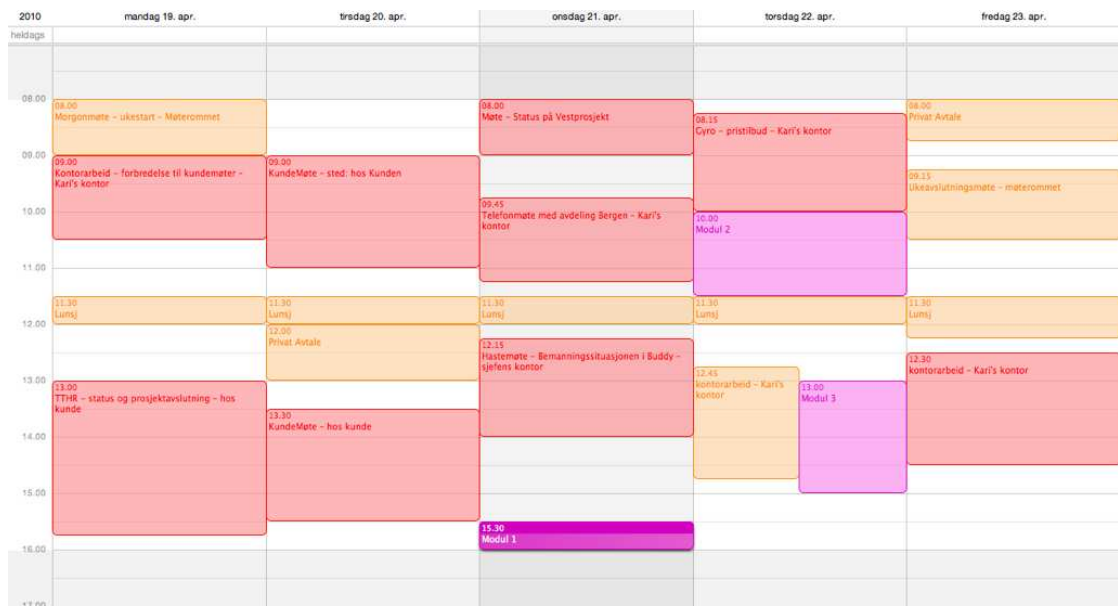 2010
mandag 19. apr.
tirsdag 20. apr.
onsdag 21. apr.
torsdag 22. apr.
fredag 23. apr.
heldags
08.00
09.00
10.00
11.00
12.00
13.00
14.00
15.00
16.00
17.00
08.00
Morgonmøte – ukestart – Møterommet
09.00
Kontorarbeid – forbredelse til kundemøter –
Kari's kontor
11.30
Lunsj
13.00
TTHR – status og prosjektavslutning – hos
kunde
09.00
KundeMøte – sted: hos Kunden
11.30
Lunsj
12.00
Privat Avtale
13.30
KundeMøte – hos kunde
08.00
Møte – Status på Vestprosjekt
09.45
Telefonmøte med avdeling Bergen – Kari's
kontor
11.30
Lunsj
12.15
Hastemøte – Bemanningssituasjonen i Buddy –
sjefens kontor
15.30
Modul 1
08.15
Gyro – pristilbud – Kari's kontor
10.00
Modul 2
11.30
Lunsj
12.45
kontorarbeid – Kari's
kontor
13.00
Modul 3
08.00
Privat Avtale
09.15
Ukeavslutningsmøte – møterommet
11.30
Lunsj
12.30
kontorarbeid – Kari's kontor